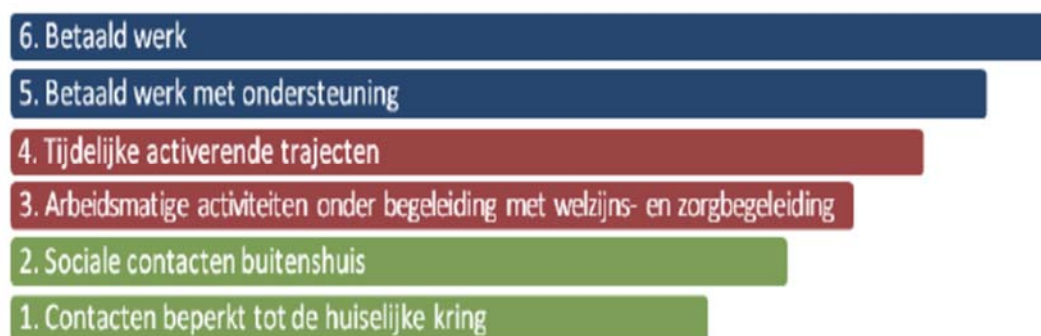 6. Betaald werk
5. Betaald werk met ondersteuning
4. Tijdelijke activerende trajecten
3. Arbeidsmatige activiteiten onder begeleiding met welzijns- en zorgbegeleiding
2. Sociale contacten buitenshuis
1. Contacten beperkt tot de huiselijke kring